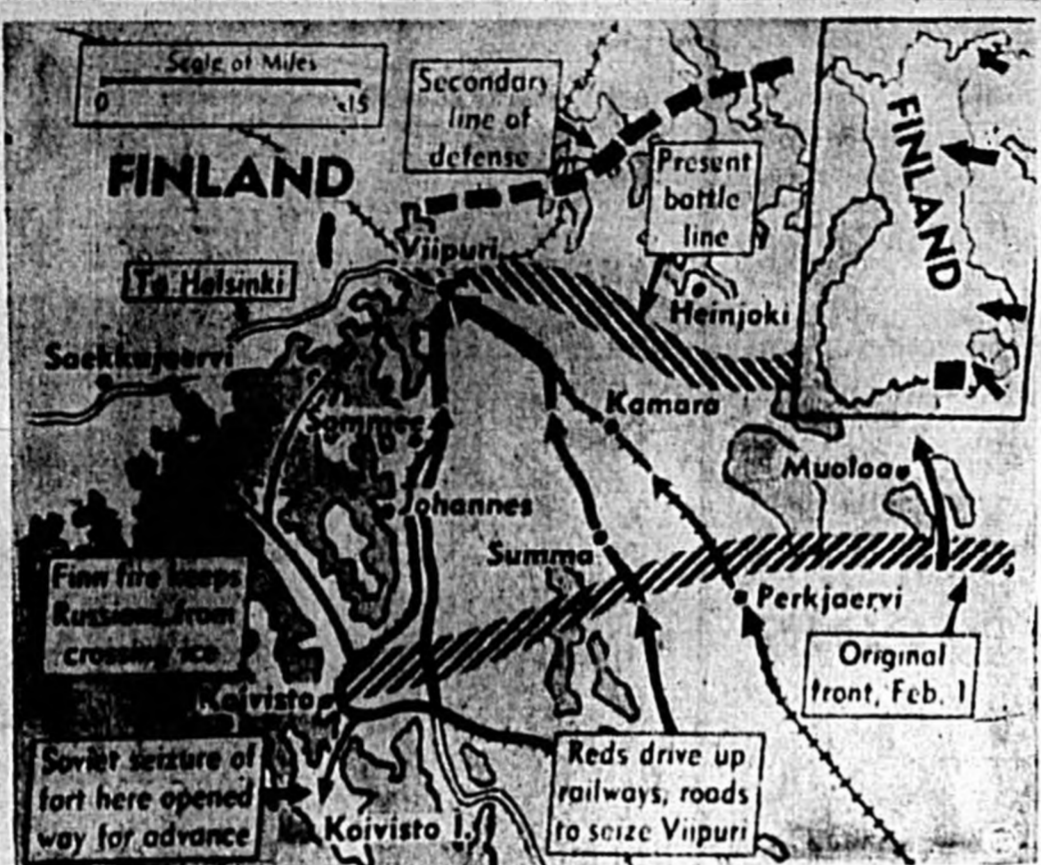 Scale of Miles
0 15
Secondary
line of
defense
FINLAND
Present
battle
line
FINLAND
Viipuri
To Helsinki
Heinjoki
Saekkijaervi
Sommee
Kamara
Muolaa
Johannes
Summa
Finn fire keeps
Russians from
crossing ice
Perkjaervi
Original
front, Feb. 1
Koivisto
Soviet seizure of
fort here opened
way for advance
Reds drive up
railways, roads
to seize Viipuri
Koivisto I.